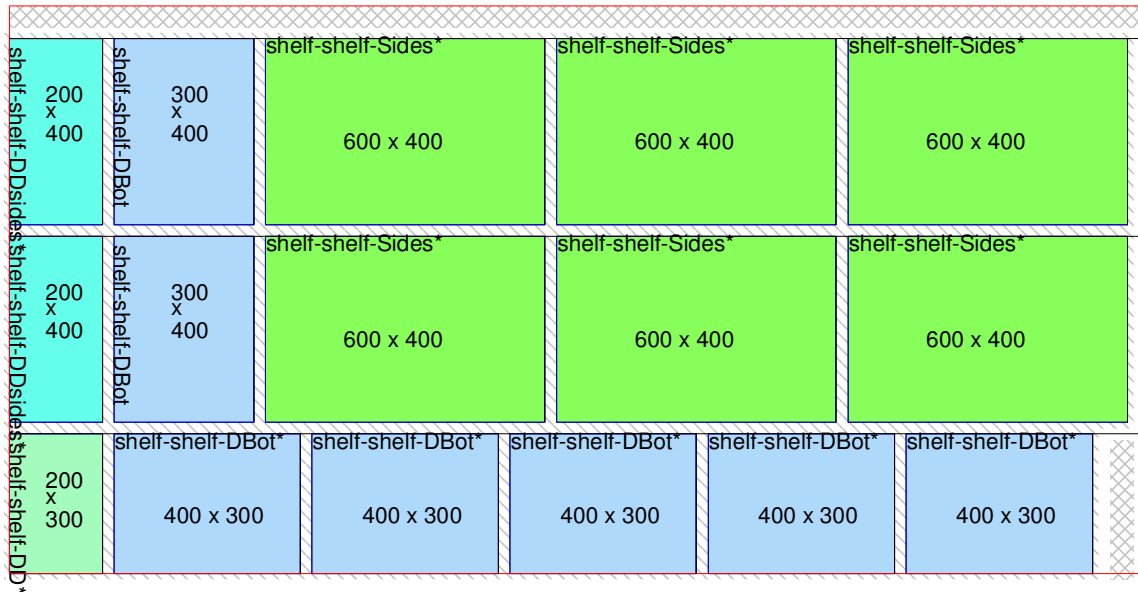 shelf-shelf-DDsides*
200
x
400
shelf-shelf-DBot
300
x
400
shelf-shelf-Sides*
600 x 400
shelf-shelf-Sides*
600 x 400
shelf-shelf-Sides*
600 x 400
shelf-shelf-DDsides*
200
x
400
shelf-shelf-DBot
300
x
400
shelf-shelf-Sides*
600 x 400
shelf-shelf-Sides*
600 x 400
shelf-shelf-Sides*
600 x 400
shelf-shelf-DD*
200
x
300
shelf-shelf-DBot*
400 x 300
shelf-shelf-DBot*
400 x 300
shelf-shelf-DBot*
400 x 300
shelf-shelf-DBot*
400 x 300
shelf-shelf-DBot*
400 x 300